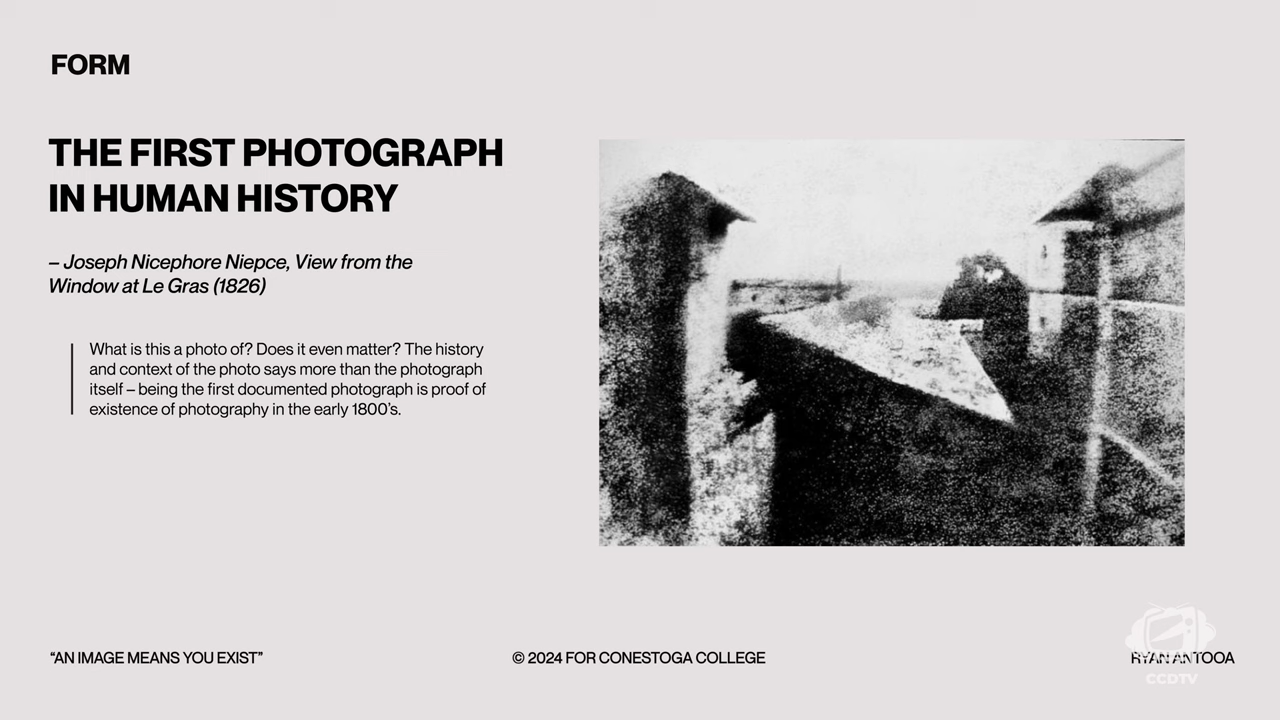 FORM
THE FIRST PHOTOGRAPH
IN HUMAN HISTORY
– Joseph Nicephore Niepce, View from the
Window at Le Gras (1826)
What is this a photo of? Does it even matter? The history
and context of the photo says more than the photograph
itself – being the first documented photograph is proof of
existence of photography in the early 1800’s.
“AN IMAGE MEANS YOU EXIST”
© 2024 FOR CONESTOGA COLLEGE
RYAN ANTOOA
CCDTV